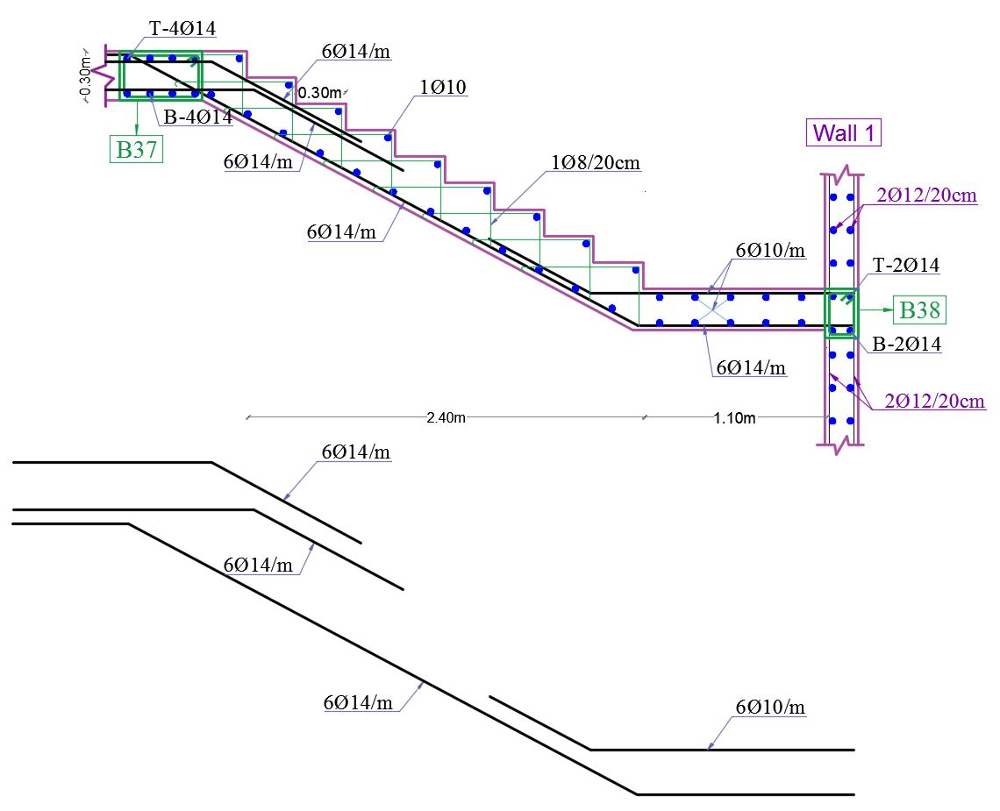 T-4Ø14
6Ø14/m
0.30m
0.30m
1Ø10
B-4Ø14
B37
6Ø14/m
1Ø8/20cm
Wall 1
2Ø12/20cm
6Ø14/m
6Ø10/m
T-2Ø14
B38
B-2Ø14
6Ø14/m
2Ø12/20cm
2.40m
1.10m
6Ø14/m
6Ø14/m
6Ø14/m
6Ø10/m